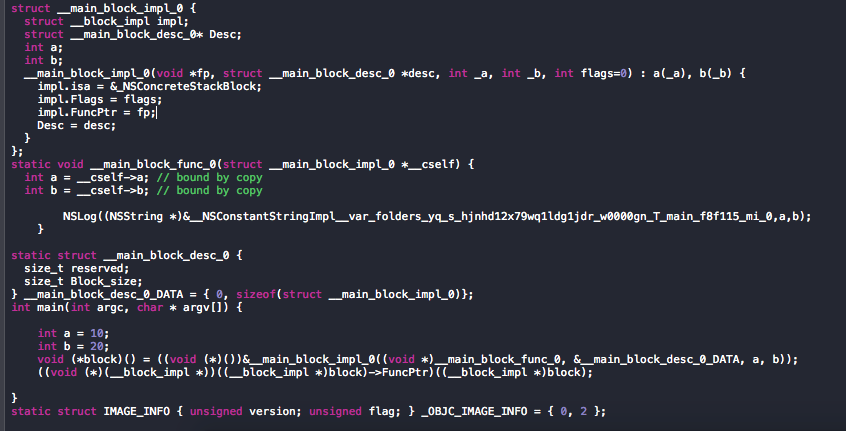 struct __main_block_impl_0 {
  struct __block_impl impl;
  struct __main_block_desc_0* Desc;
  int a;
  int b;
  __main_block_impl_0(void *fp, struct __main_block_desc_0 *desc, int _a, int _b, int flags=0) : a(_a), b(_b) {
    impl.isa = &_NSConcreteStackBlock;
    impl.Flags = flags;
    impl.FuncPtr = fp;
    Desc = desc;
  }
};
static void __main_block_func_0(struct __main_block_impl_0 *__cself) {
  int a = __cself->a; // bound by copy
  int b = __cself->b; // bound by copy
        NSLog((NSString *)&__NSConstantStringImpl__var_folders_yq_s_hjnhd12x79wq1ldg1jdr_w0000gn_T_main_f8f115_mi_0,a,b);
    }
static struct __main_block_desc_0 {
  size_t reserved;
  size_t Block_size;
} __main_block_desc_0_DATA = { 0, sizeof(struct __main_block_impl_0)};
int main(int argc, char * argv[]) {
    int a = 10;
    int b = 20;
    void (*block)() = ((void (*)())&__main_block_impl_0((void *)__main_block_func_0, &__main_block_desc_0_DATA, a, b));
    ((void (*)(__block_impl *))((__block_impl *)block)->FuncPtr)((__block_impl *)block);
}
static struct IMAGE_INFO { unsigned version; unsigned flag; } _OBJC_IMAGE_INFO = { 0, 2 };